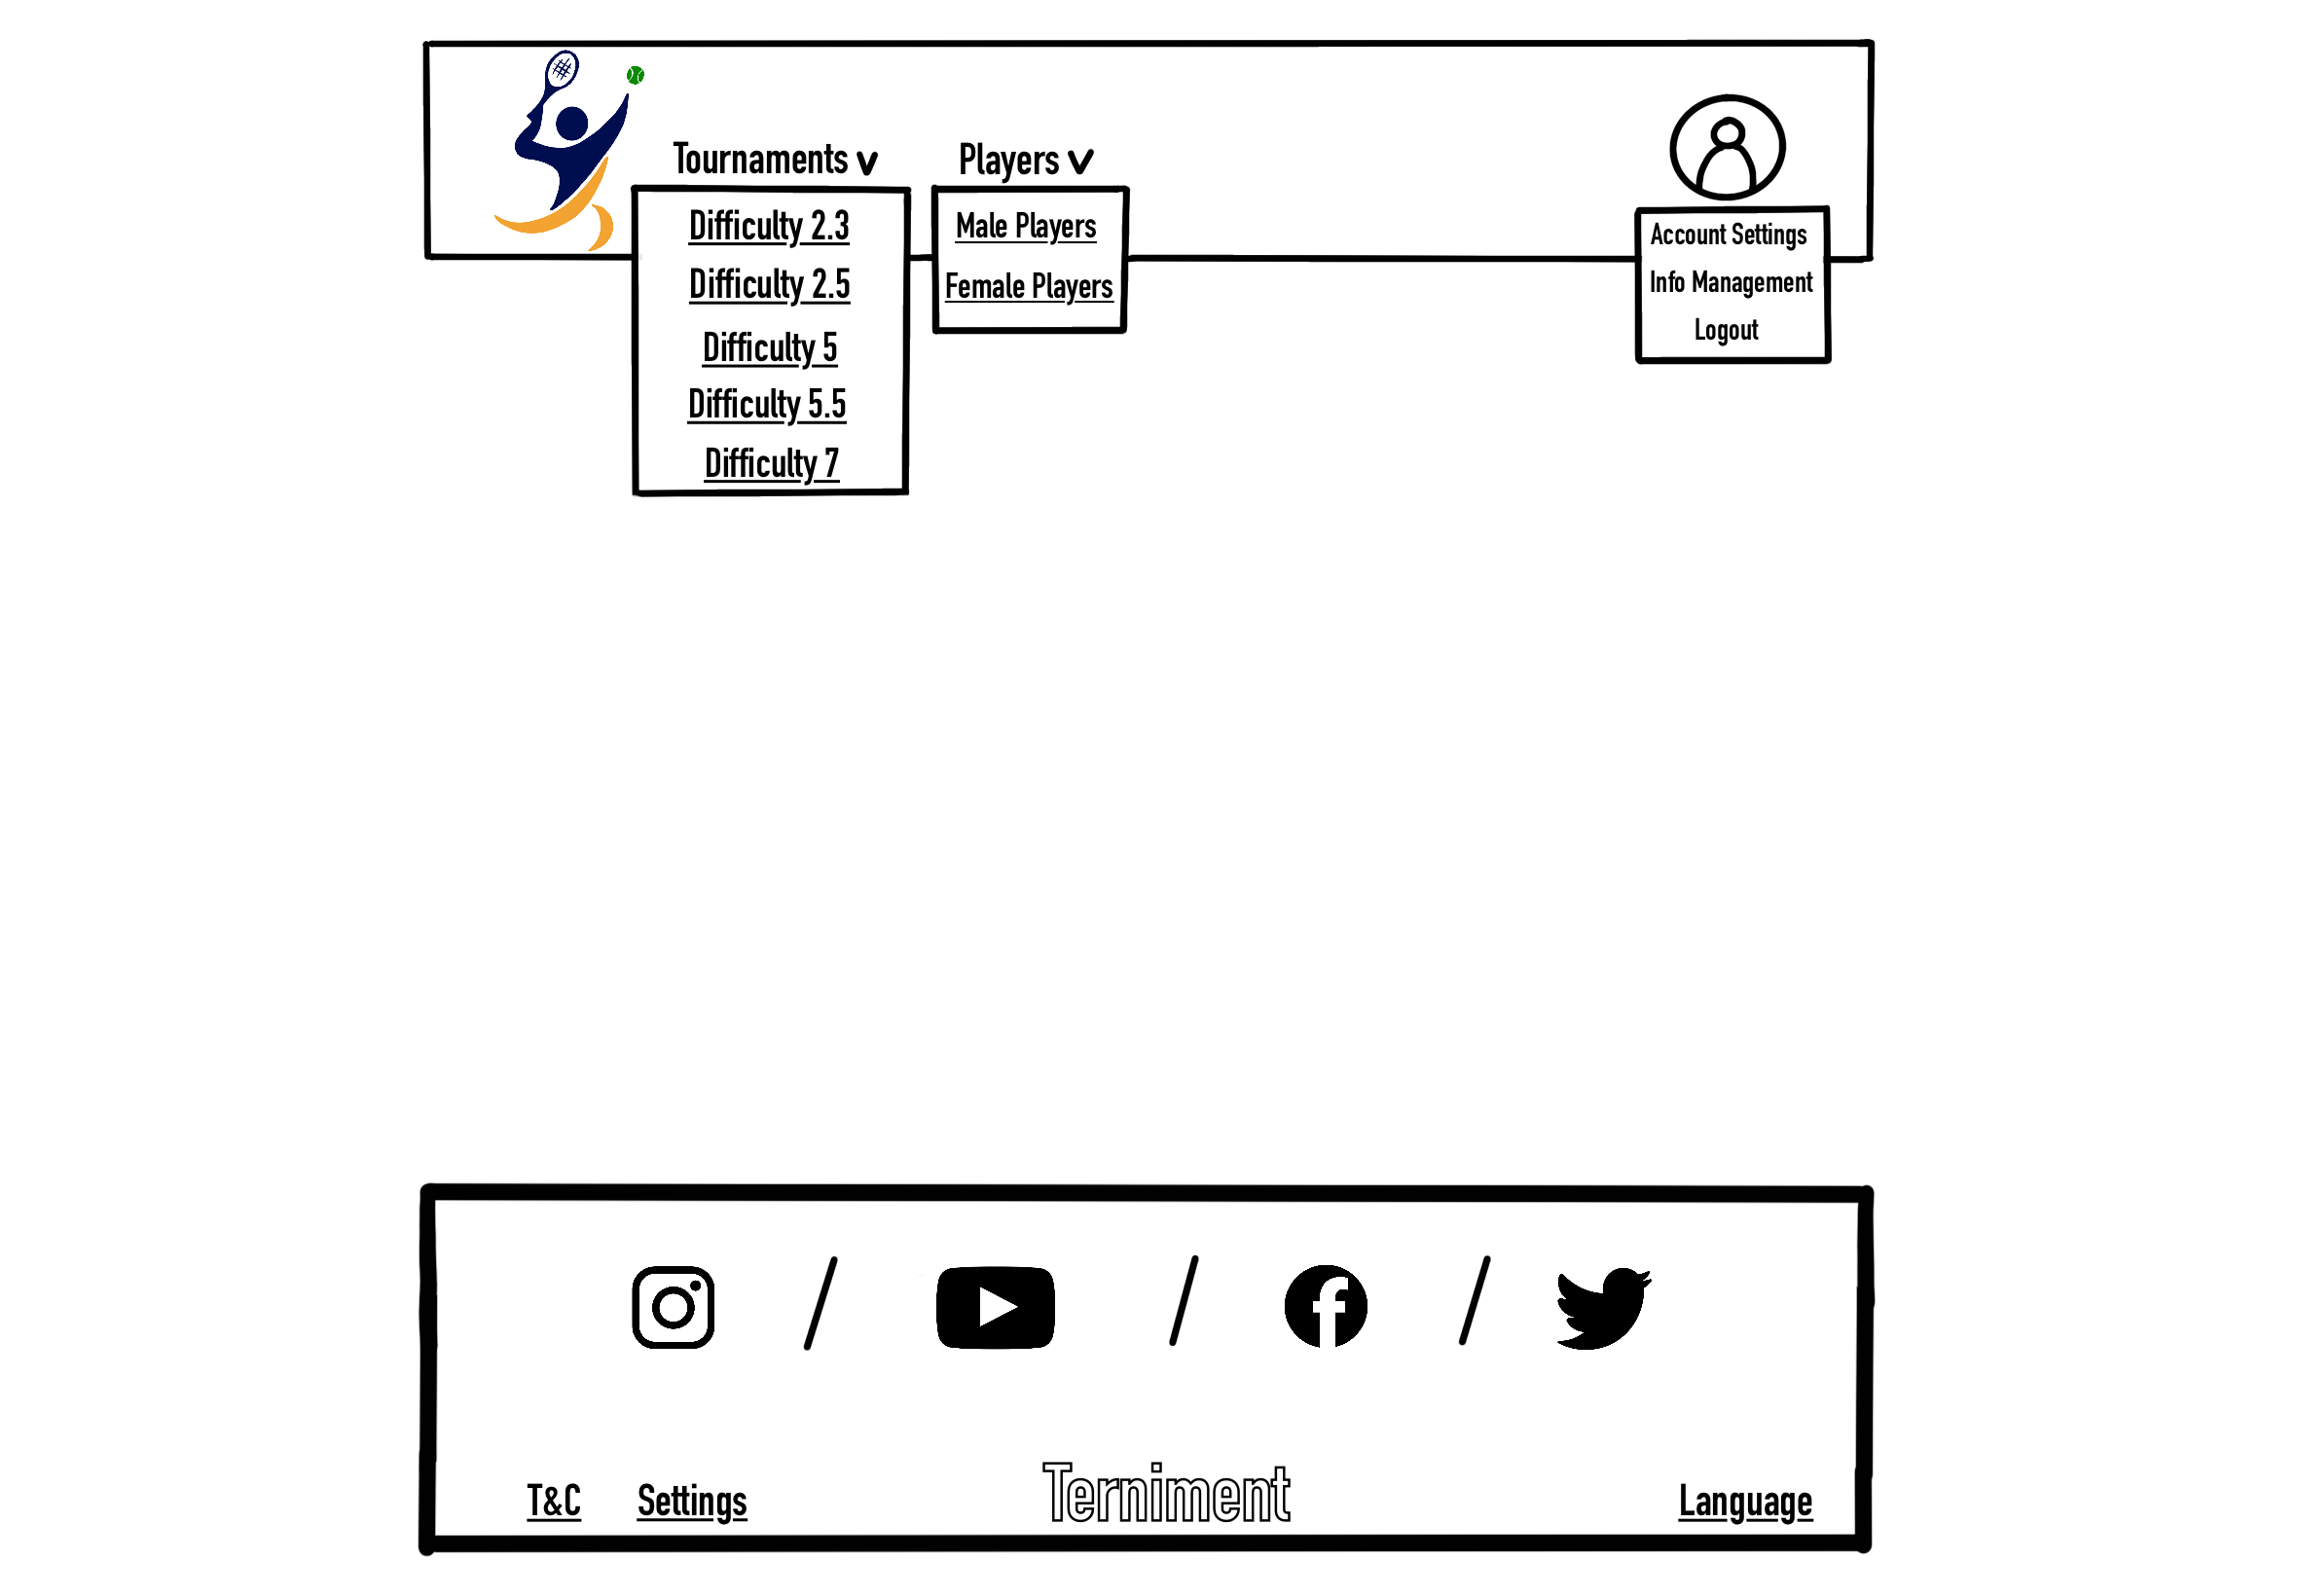 Tournaments v
Players v
Difficulty 2.3
Difficulty 2.5
Difficulty 5
Difficulty 5.5
Difficulty 7
Male Players
Female Players
Account Settings
Info Management
Logout
T&C
Settings
Terniment
Language